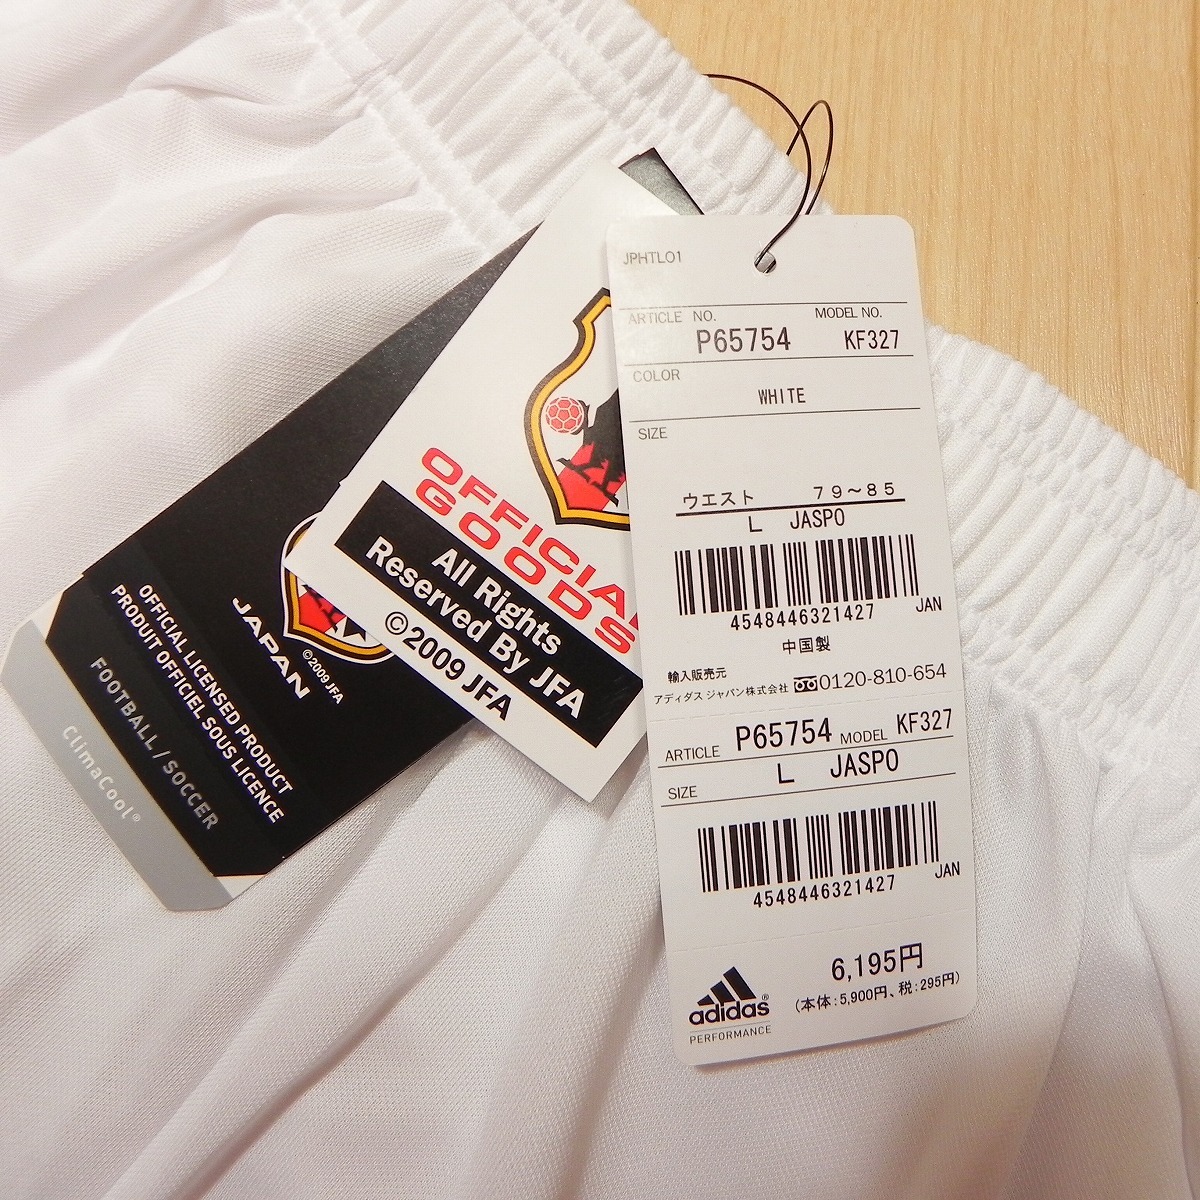 JPHTL01
ARTICLE NO. MODEL NO.
P65754 KF327
COLOR
WHITE
SIZE
ウエスト 79〜85
L JASPO
4548446321427 JAN
中国製
輸入販売元
アディダス ジャパン株式会社 0120-810-654
ARTICLE P65754 MODEL KF327
SIZE L JASPO
4548446321427 JAN
6,195円
(本体:5,900円、税:295円)
adidas®
PERFORMANCE
OFFICIAL
GOODS
All Rights
Reserved By JFA
©2009 JFA
JAPAN
©2009 JFA
OFFICIAL LICENSED PRODUCT
PRODUIT OFFICIEL SOUS LICENCE
FOOTBALL/SOCCER
ClimaCool®